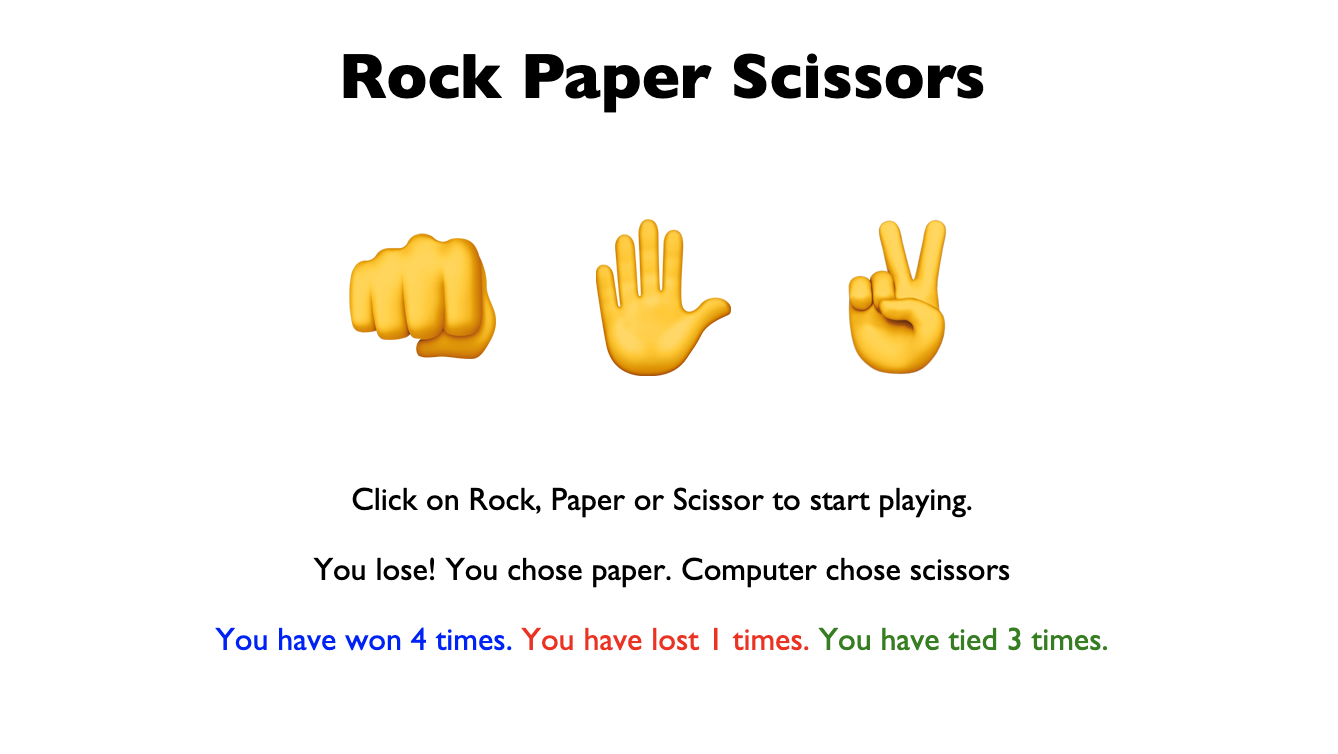 Rock Paper Scissors
Click on Rock, Paper or Scissor to start playing.
You lose! You chose paper. Computer chose scissors
You have won 4 times. You have lost 1 times. You have tied 3 times.